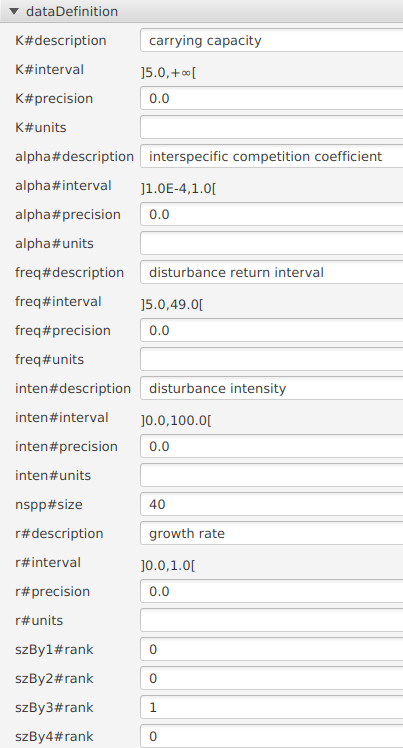 dataDefinition
K#description carrying capacity
K#interval ]5.0,+∞[
K#precision 0.0
K#units
alpha#description interspecific competition coefficient
alpha#interval ]1.0E-4,1.0[
alpha#precision 0.0
alpha#units
freq#description disturbance return interval
freq#interval ]5.0,49.0[
freq#precision 0.0
freq#units
inten#description disturbance intensity
inten#interval ]0.0,100.0[
inten#precision 0.0
inten#units
nspp#size 40
r#description growth rate
r#interval ]0.0,1.0[
r#precision 0.0
r#units
szBy1#rank 0
szBy2#rank 0
szBy3#rank 1
szBy4#rank 0